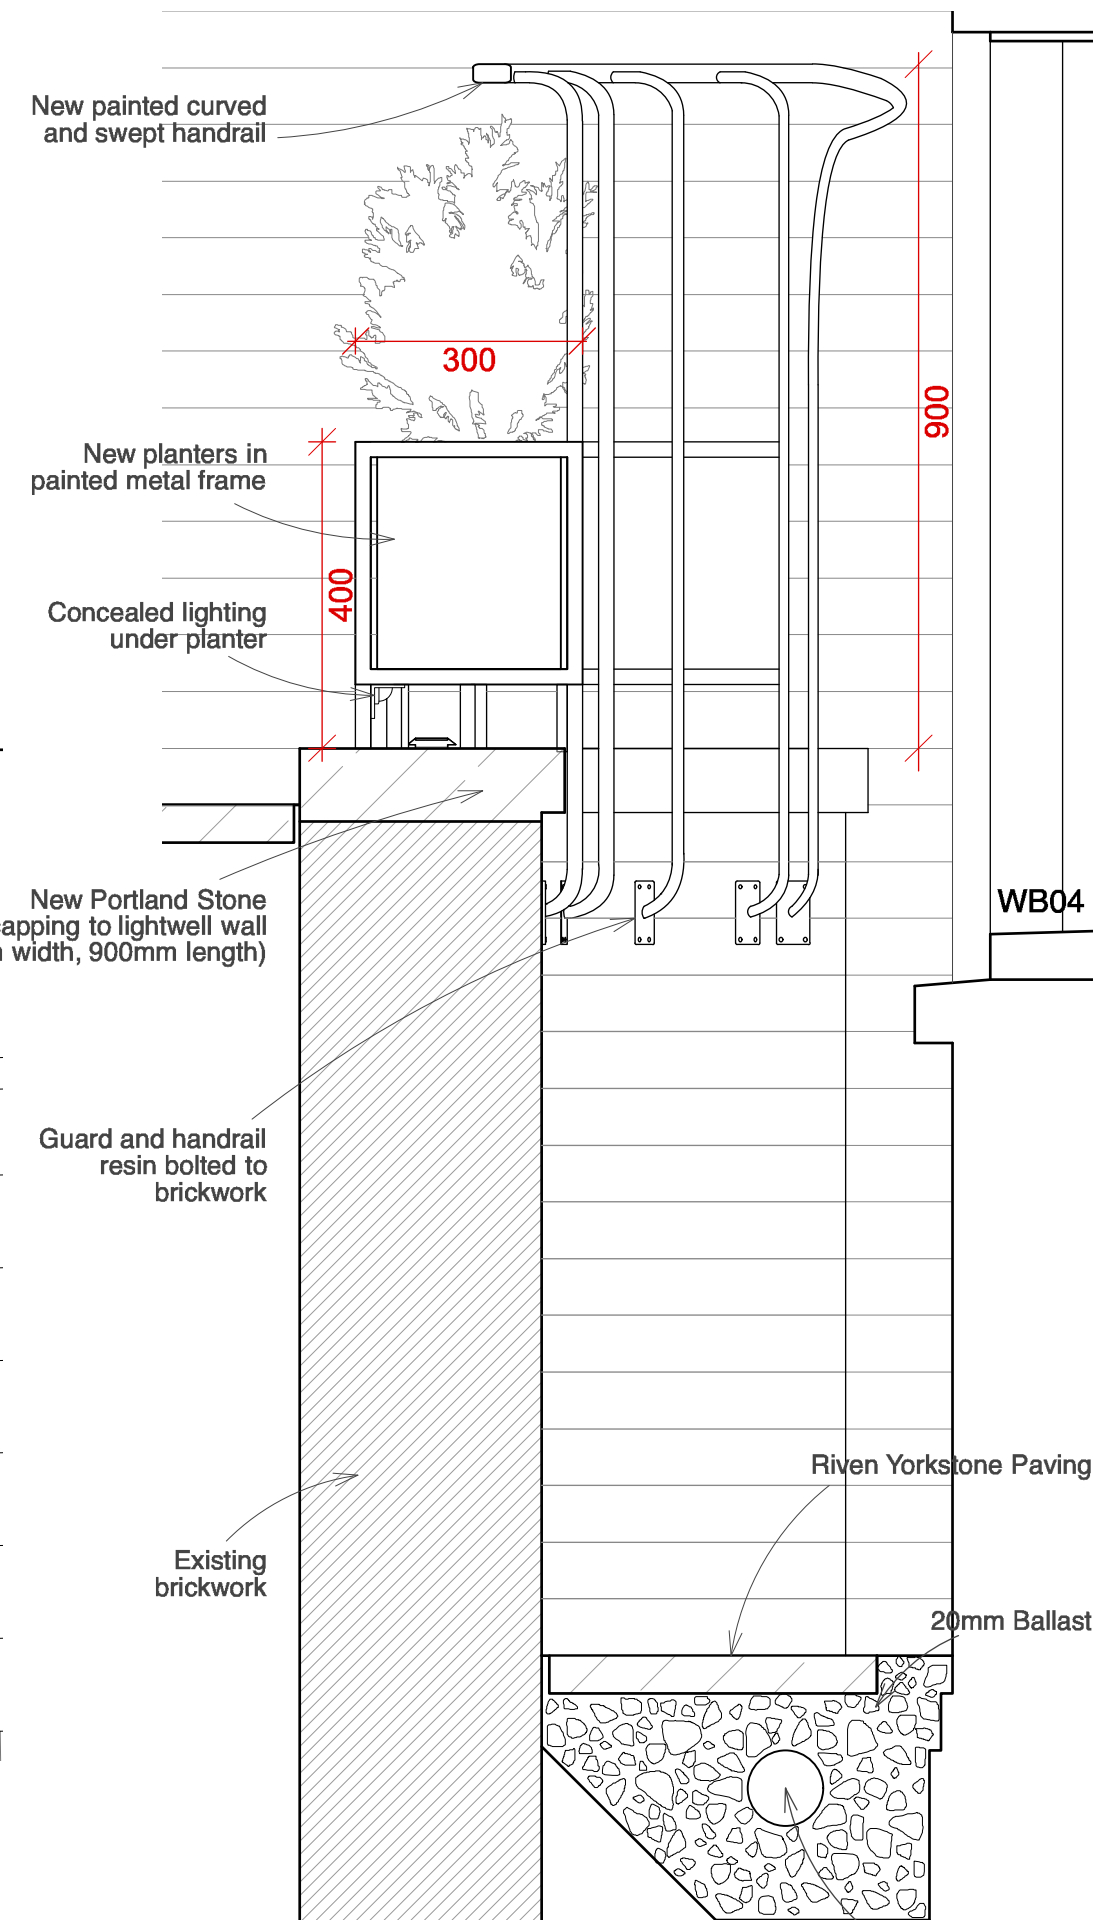 New painted curved
and swept handrail
300
900
New planters in
painted metal frame
400
Concealed lighting
under planter
New Portland Stone
capping to lightwell wall
width, 900mm length)
WB04
Guard and handrail
resin bolted to
brickwork
Riven Yorkstone Paving
Existing
brickwork
20mm Ballast